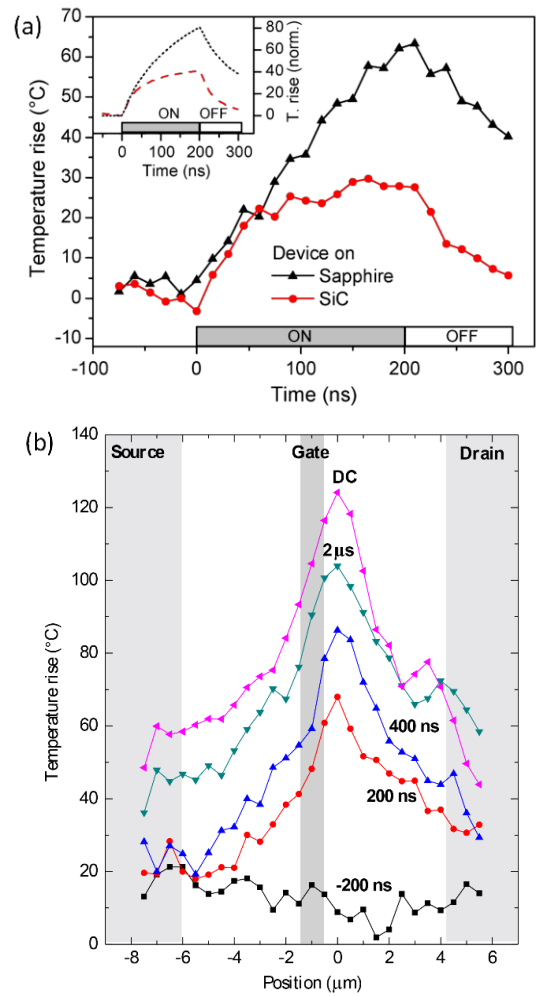 (a)
70
60
50
40
30
20
10
0
-10
Temperature rise (°C)
80
60
40
20
0
T. rise (norm.)
ON
OFF
0
100
200
300
Time (ns)
Device on
Sapphire
SiC
ON
OFF
-100
0
100
200
300
Time (ns)
(b)
140
120
100
80
60
40
20
0
Temperature rise (°C)
Source
Gate
Drain
DC
2μs
400 ns
200 ns
-200 ns
-8
-6
-4
-2
0
2
4
6
Position (μm)